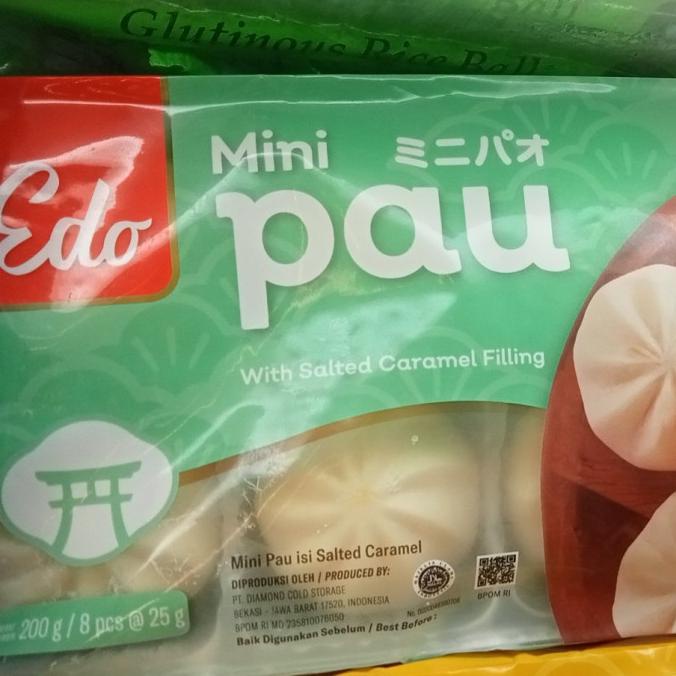 Glutinous Rice Ball
Edo
Mini ミニパオ
pau
With Salted Caramel Filling
Mini Pau isi Salted Caramel
DIPRODUKSI OLEH / PRODUCED BY:
PT. DIAMOND COLD STORAGE
BEKASI - JAWA BARAT 17520, INDONESIA
BPOM RI MD 235810078050
Baik Digunakan Sebelum / Best Before :
BPOM RI
200 g / 8 pcs @ 25 g